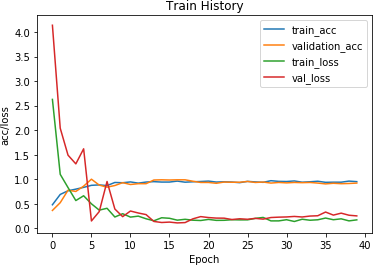 Train History
train_acc
validation_acc
train_loss
val_loss
acc/loss
4.0
3.5
3.0
2.5
2.0
1.5
1.0
0.5
0.0
0 5 10 15 20 25 30 35 40
Epoch